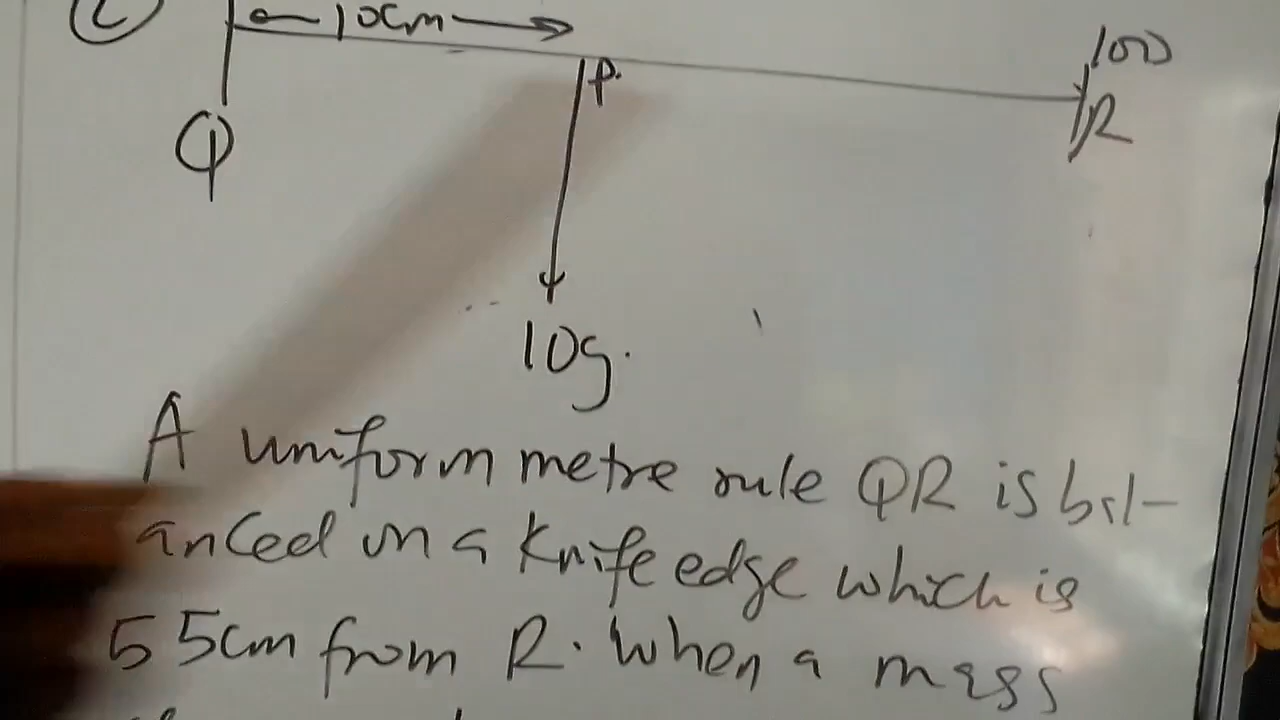 10cm
100
P.
Q
R
10g.
A uniform metre rule QR is bal-
anced on a knife edge which is
55cm from R. When a mass